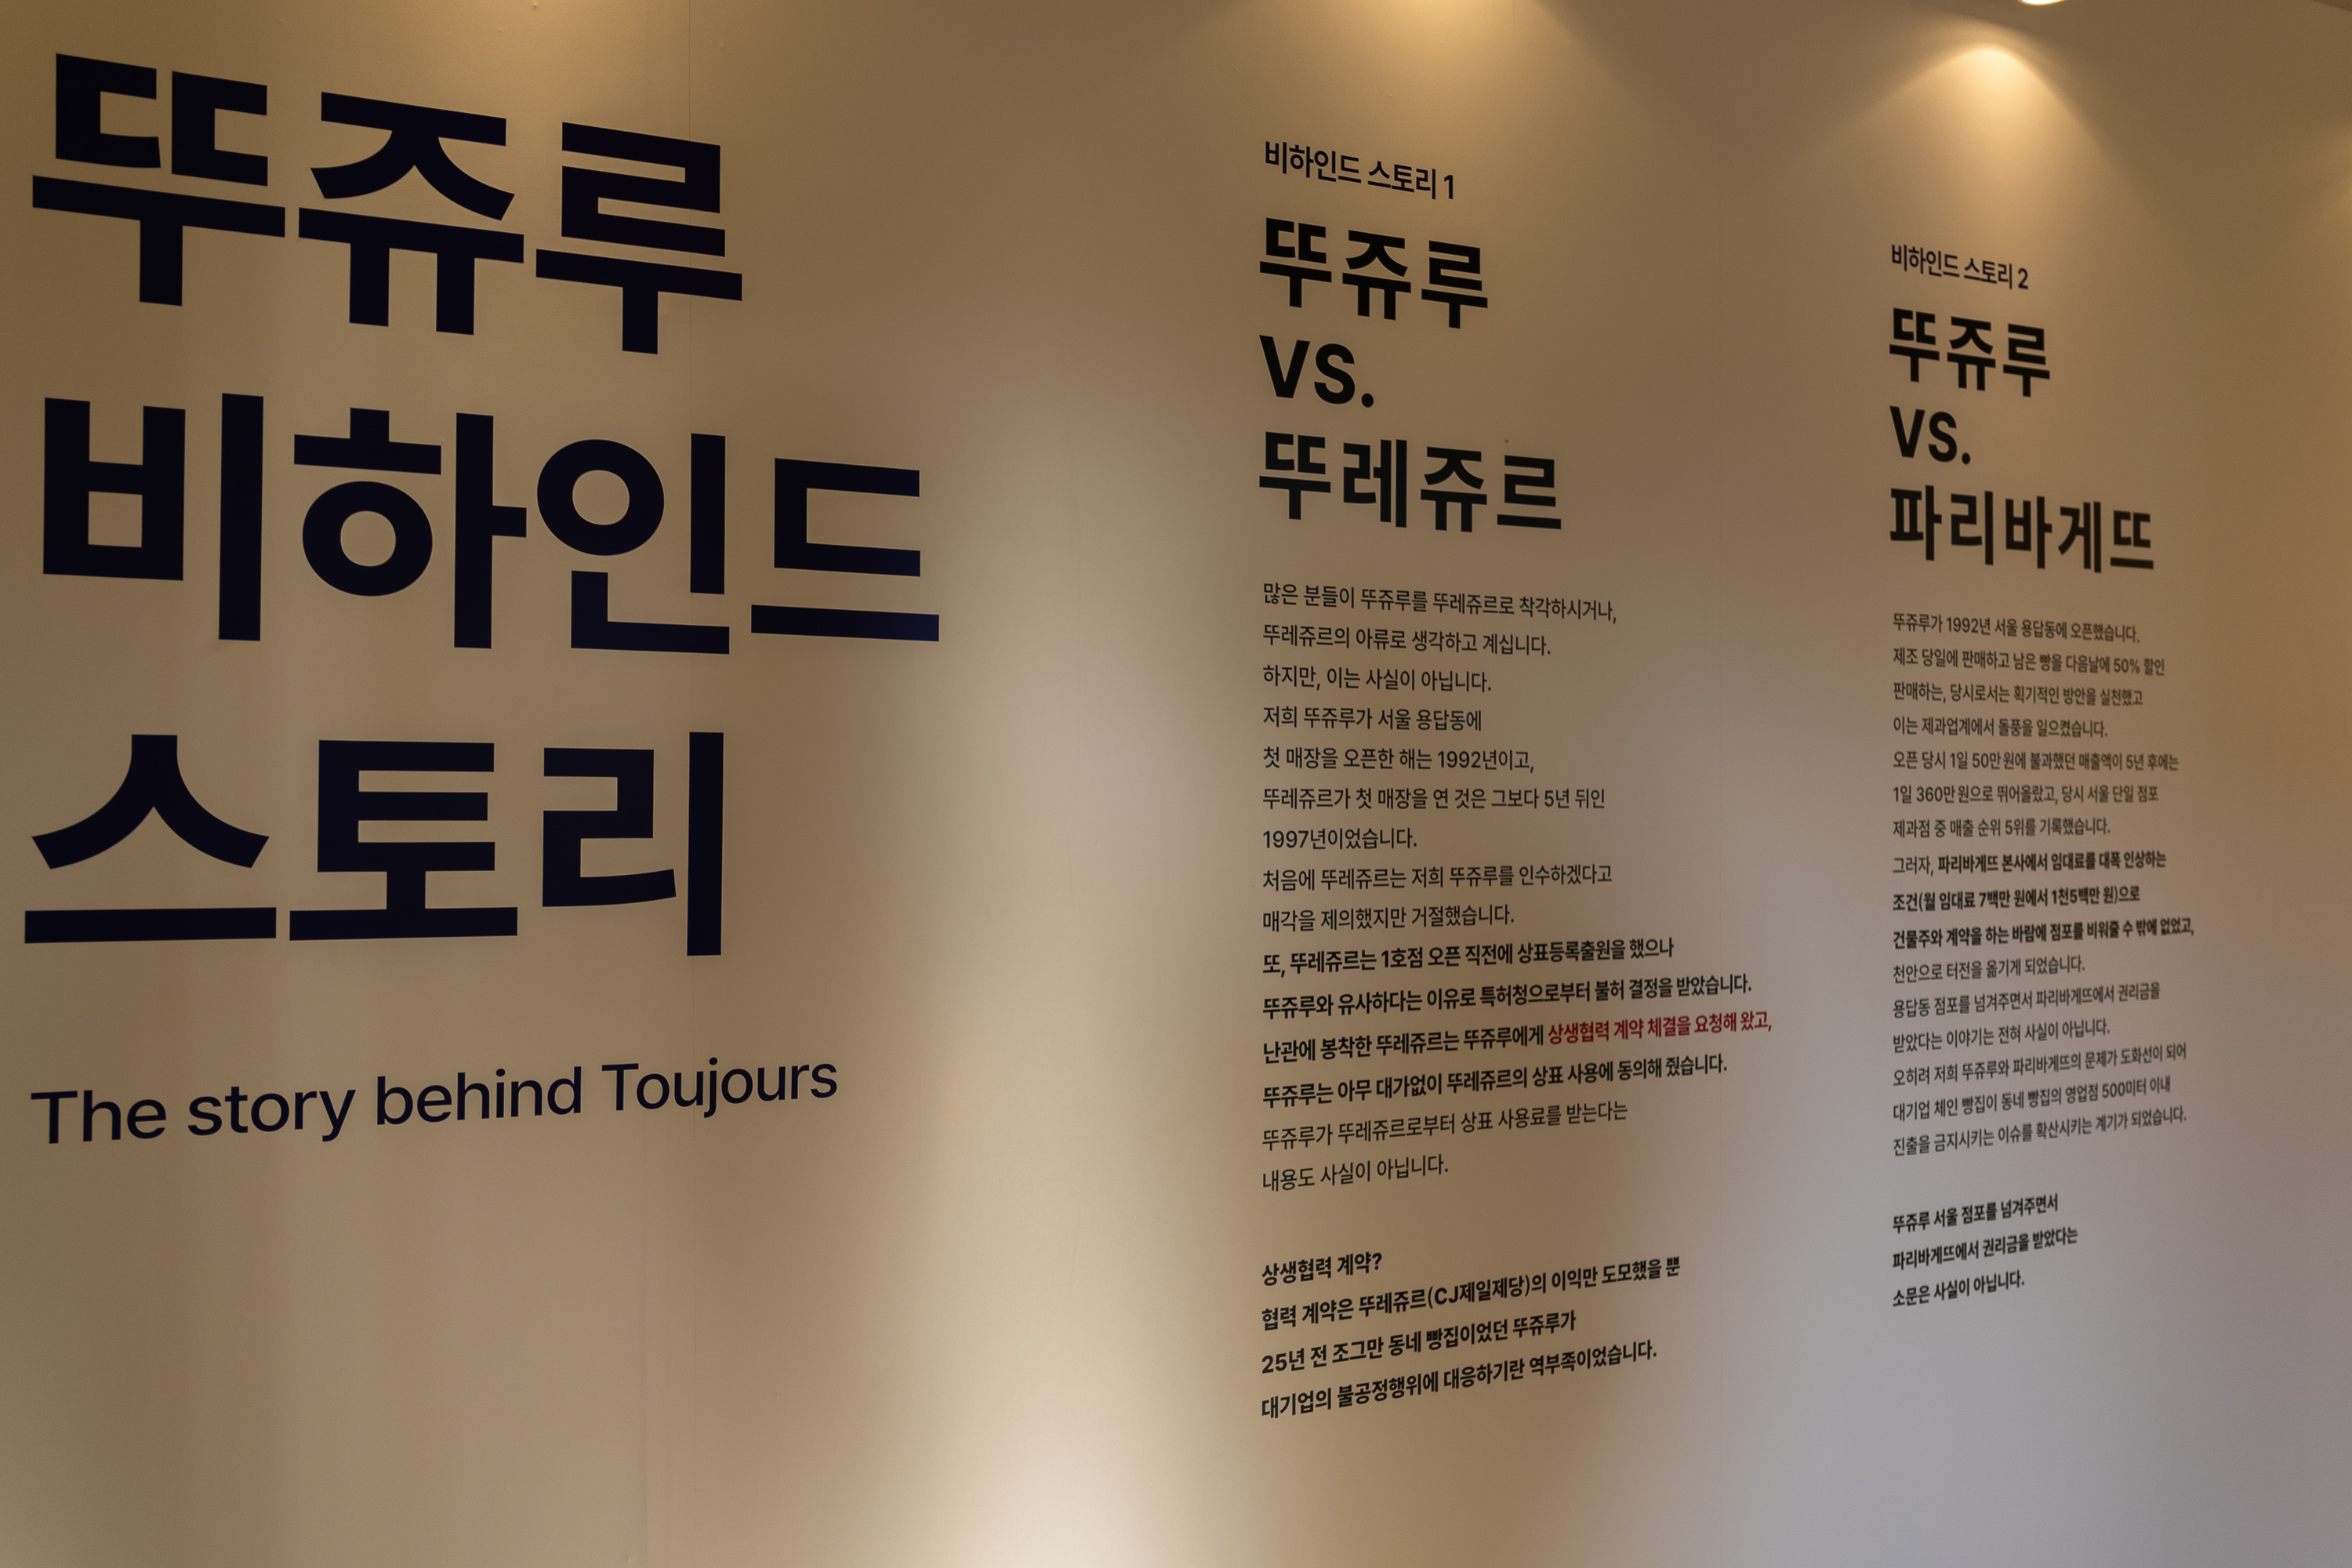 뚜쥬루
비하인드
스토리
The story behind Toujours
비하인드 스토리 1
뚜쥬루
VS.
뚜레쥬르
많은 분들이 뚜쥬루를 뚜레쥬르로 착각하시거나,
뚜레쥬르의 아류로 생각하고 계십니다.
하지만, 이는 사실이 아닙니다.
저희 뚜쥬루가 서울 용답동에
첫 매장을 오픈한 해는 1992년이고,
뚜레쥬르가 첫 매장을 연 것은 그보다 5년 뒤인
1997년이었습니다.
처음에 뚜레쥬르는 저희 뚜쥬루를 인수하겠다고
매각을 제의했지만 거절했습니다.
또, 뚜레쥬르는 1호점 오픈 직전에 상표등록출원을 했으나
뚜쥬루와 유사하다는 이유로 특허청으로부터 불허 결정을 받았습니다.
난관에 봉착한 뚜레쥬르는 뚜쥬루에게 상생협력 계약 체결을 요청해 왔고,
뚜쥬루는 아무 대가없이 뚜레쥬르의 상표 사용에 동의해 줬습니다.
뚜쥬루가 뚜레쥬르로부터 상표 사용료를 받는다는
내용도 사실이 아닙니다.
상생협력 계약?
협력 계약은 뚜레쥬르(CJ제일제당)의 이익만 도모했을 뿐
25년 전 조그만 동네 빵집이었던 뚜쥬루가
대기업의 불공정행위에 대응하기란 역부족이었습니다.
비하인드 스토리 2
뚜쥬루
VS.
파리바게뜨
뚜쥬루가 1992년 서울 용답동에 오픈했습니다.
제조 당일에 판매하고 남은 빵을 다음날에 50% 할인
판매하는, 당시로서는 획기적인 방안을 실천했고
이는 제과업계에서 돌풍을 일으켰습니다.
오픈 당시 1일 50만 원에 불과했던 매출액이 5년 후에는
1일 360만 원으로 뛰어올랐고, 당시 서울 단일 점포
제과점 중 매출 순위 5위를 기록했습니다.
그러자, 파리바게뜨 본사에서 임대료를 대폭 인상하는
조건(월 임대료 7백만 원에서 1천5백만 원)으로
건물주와 계약을 하는 바람에 점포를 비워줄 수 밖에 없었고,
천안으로 터전을 옮기게 되었습니다.
용답동 점포를 넘겨주면서 파리바게뜨에서 권리금을
받았다는 이야기는 전혀 사실이 아닙니다.
오히려 저희 뚜쥬루와 파리바게뜨의 문제가 도화선이 되어
대기업 체인 빵집이 동네 빵집의 영업점 500미터 이내
진출을 금지시키는 이슈를 확산시키는 계기가 되었습니다.
뚜쥬루 서울 점포를 넘겨주면서
파리바게뜨에서 권리금을 받았다는
소문은 사실이 아닙니다.